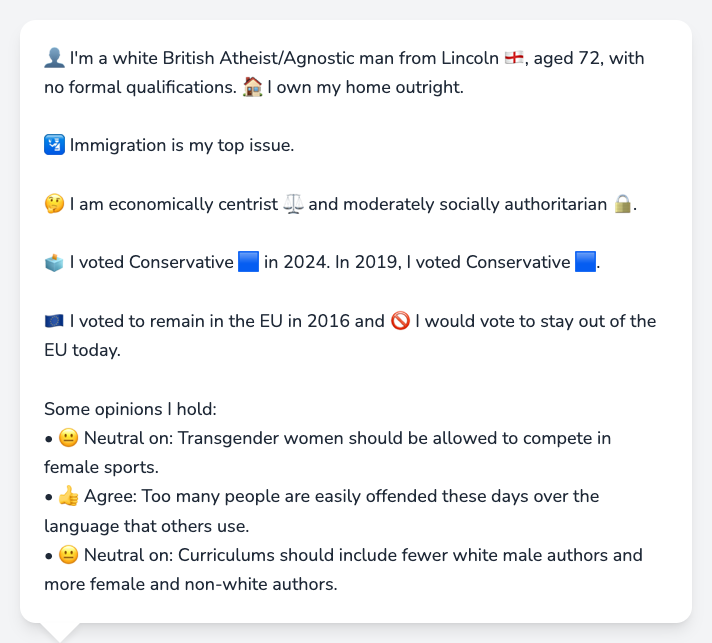 👤 I'm a white British Atheist/Agnostic man from Lincoln 🏴󠁧󠁢󠁥󠁮󠁧󠁿, aged 72, with
no formal qualifications. 🏠 I own my home outright.
🛂 Immigration is my top issue.
🤔 I am economically centrist ⚖️ and moderately socially authoritarian 🔒.
🗳️ I voted Conservative 🟦 in 2024. In 2019, I voted Conservative 🟦.
🇪🇺 I voted to remain in the EU in 2016 and 🚫 I would vote to stay out of the
EU today.
Some opinions I hold:
• 😐 Neutral on: Transgender women should be allowed to compete in
female sports.
• 👍 Agree: Too many people are easily offended these days over the
language that others use.
• 😐 Neutral on: Curriculums should include fewer white male authors and
more female and non-white authors.